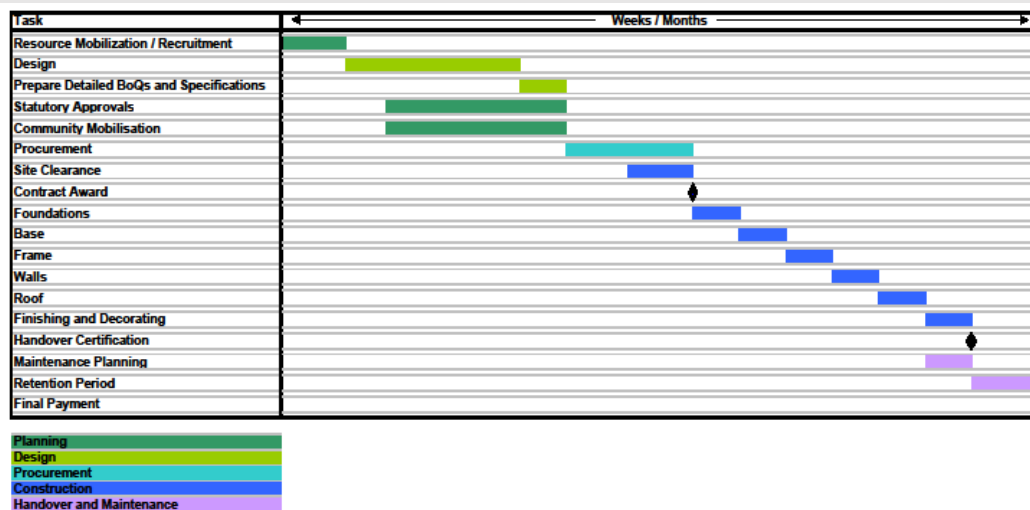 Task Weeks / Months
Resource Mobilization / Recruitment
Design
Prepare Detailed BoQs and Specifications
Statutory Approvals
Community Mobilisation
Procurement
Site Clearance
Contract Award
Foundations
Base
Frame
Walls
Roof
Finishing and Decorating
Handover Certification
Maintenance Planning
Retention Period
Final Payment
Planning
Design
Procurement
Construction
Handover and Maintenance